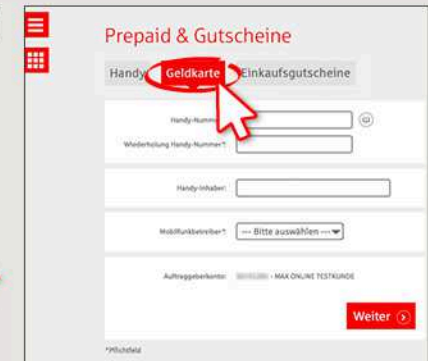 Prepaid & Gutscheine
Handy Geldkarte Einkaufsgutscheine
Handy-Nummer
Wiederholung Handy-Nummer*:
Handy-Inhaber:
Mobilfunkbetreiber*: --- Bitte auswählen ---
Auftraggeberkonto: - MAX ONLINE TESTKUNDE
Weiter
*Pflichtfeld